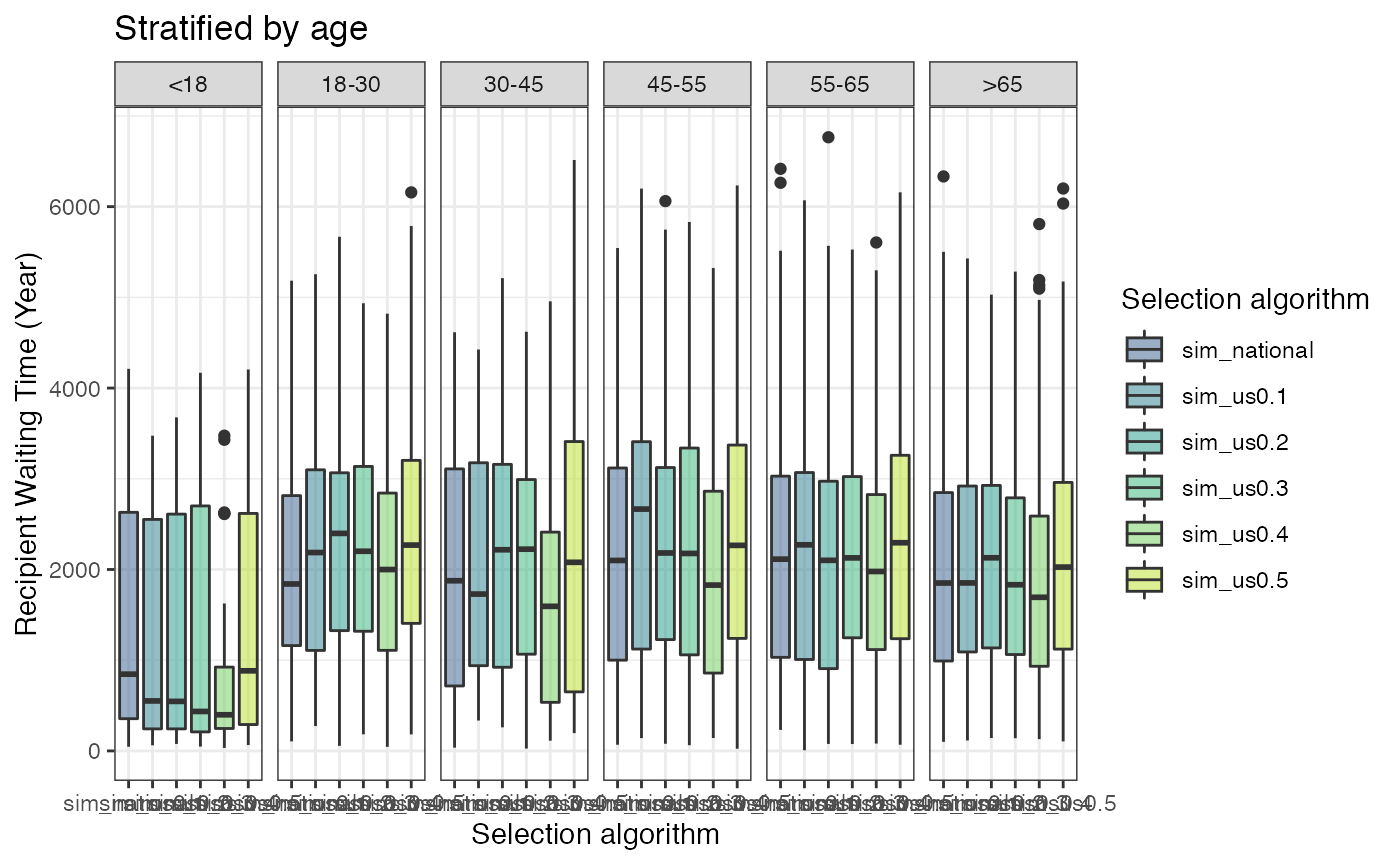 Stratified by age
<18 18-30 30-45 45-55 55-65 >65
6000
4000
2000
0
Recipient Waiting Time (Year)
Selection algorithm
Selection algorithm
sim_national
sim_us0.1
sim_us0.2
sim_us0.3
sim_us0.4
sim_us0.5